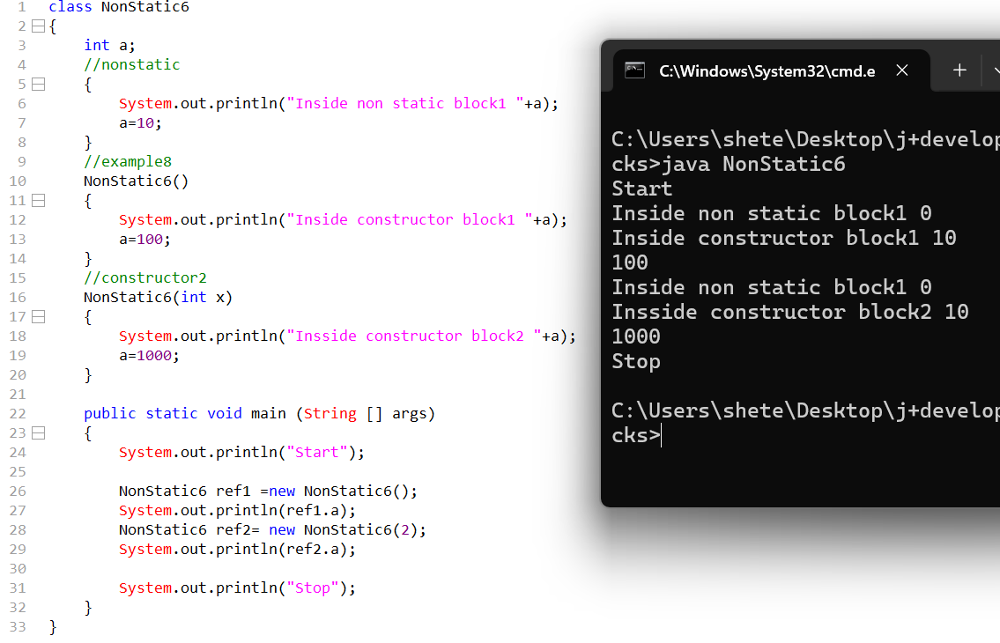 1 class NonStatic6
2 {
3 int a;
4 //nonstatic
5 {
6 System.out.println("Inside non static block1 "+a);
7 a=10;
8 }
9 //example8
10 NonStatic6()
11 {
12 System.out.println("Inside constructor block1 "+a);
13 a=100;
14 }
15 //constructor2
16 NonStatic6(int x)
17 {
18 System.out.println("Insside constructor block2 "+a);
19 a=1000;
20 }
21
22 public static void main (String [] args)
23 {
24 System.out.println("Start");
25
26 NonStatic6 ref1 =new NonStatic6();
27 System.out.println(ref1.a);
28 NonStatic6 ref2= new NonStatic6(2);
29 System.out.println(ref2.a);
30
31 System.out.println("Stop");
32 }
33 }
C:\Windows\System32\cmd.e
C:\Users\shete\Desktop\j+develop
cks>java NonStatic6
Start
Inside non static block1 0
Inside constructor block1 10
100
Inside non static block1 0
Insside constructor block2 10
1000
Stop
C:\Users\shete\Desktop\j+develop
cks>